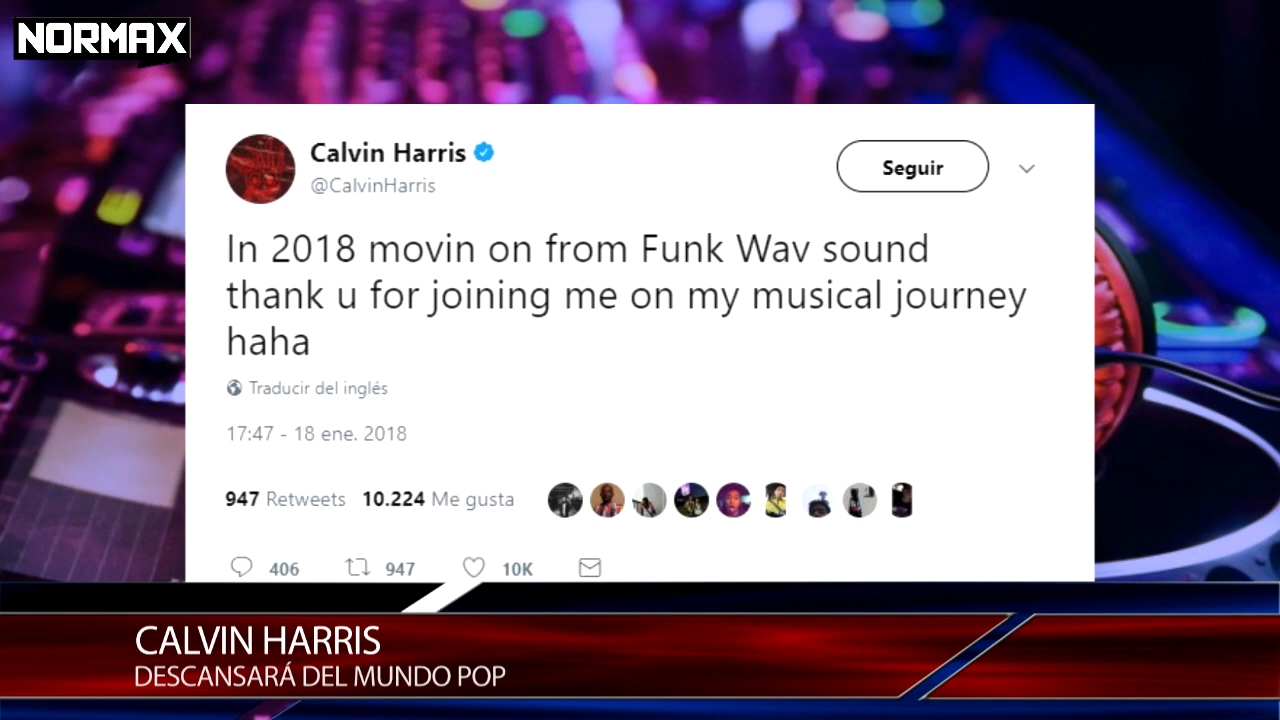 NORMAX
Calvin Harris
@CalvinHarris
Seguir
In 2018 movin on from Funk Wav sound
thank u for joining me on my musical journey
haha
Traducir del inglés
17:47 - 18 ene. 2018
947 Retweets 10.224 Me gusta
406 947 10K
CALVIN HARRIS
DESCANSARÁ DEL MUNDO POP